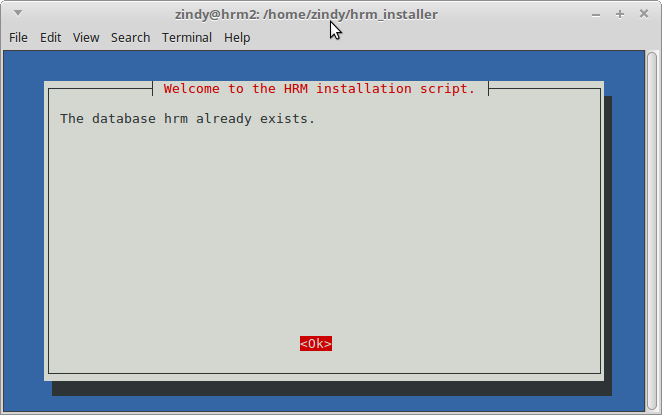 zindy@hrm2: /home/zindy/hrm_installer
File Edit View Search Terminal Help
Welcome to the HRM installation script.
The database hrm already exists.
<Ok>